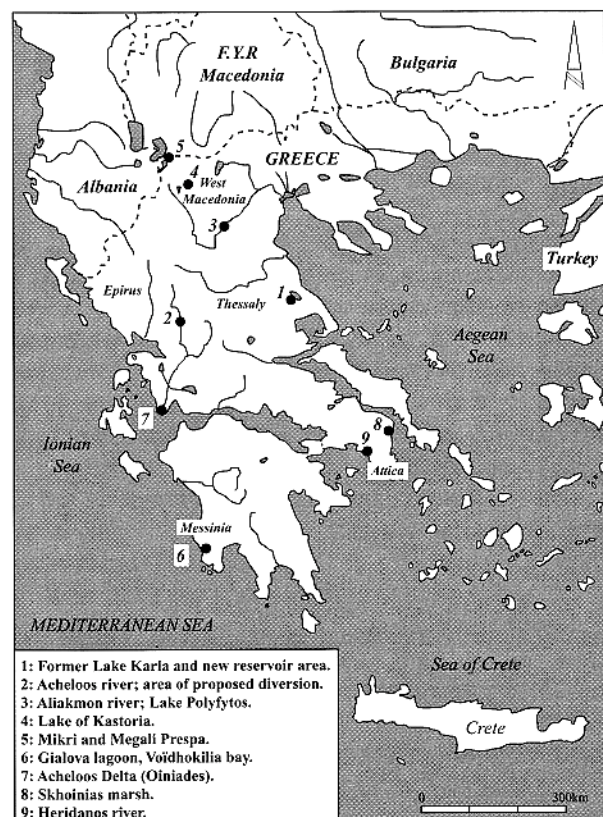 F.Y.R
Macedonia
Bulgaria
5
GREECE
4
West
Macedonia
Albania
3
Turkey
Epirus
Thessaly
1
2
Aegean
Sea
7
8
9
Ionian
Sea
Attica
Messinia
6
MEDITERRANEAN SEA
Sea of Crete
Crete
1: Former Lake Karla and new reservoir area.
2: Acheloos river; area of proposed diversion.
3: Aliakmon river; Lake Polyfytos.
4: Lake of Kastoria.
5: Mikri and Megali Prespa.
6: Gialova lagoon, Voïdhokilia bay.
7: Acheloos Delta (Oiniades).
8: Skhoinias marsh.
9: Heridanos river.
0
300km